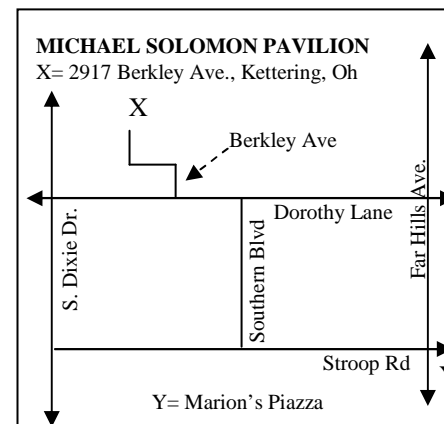 MICHAEL SOLOMON PAVILION
X= 2917 Berkley Ave., Kettering, Oh
X
Berkley Ave
Dorothy Lane
S. Dixie Dr.
Southern Blvd
Far Hills Ave.
Stroop Rd
Y= Marion's Piazza